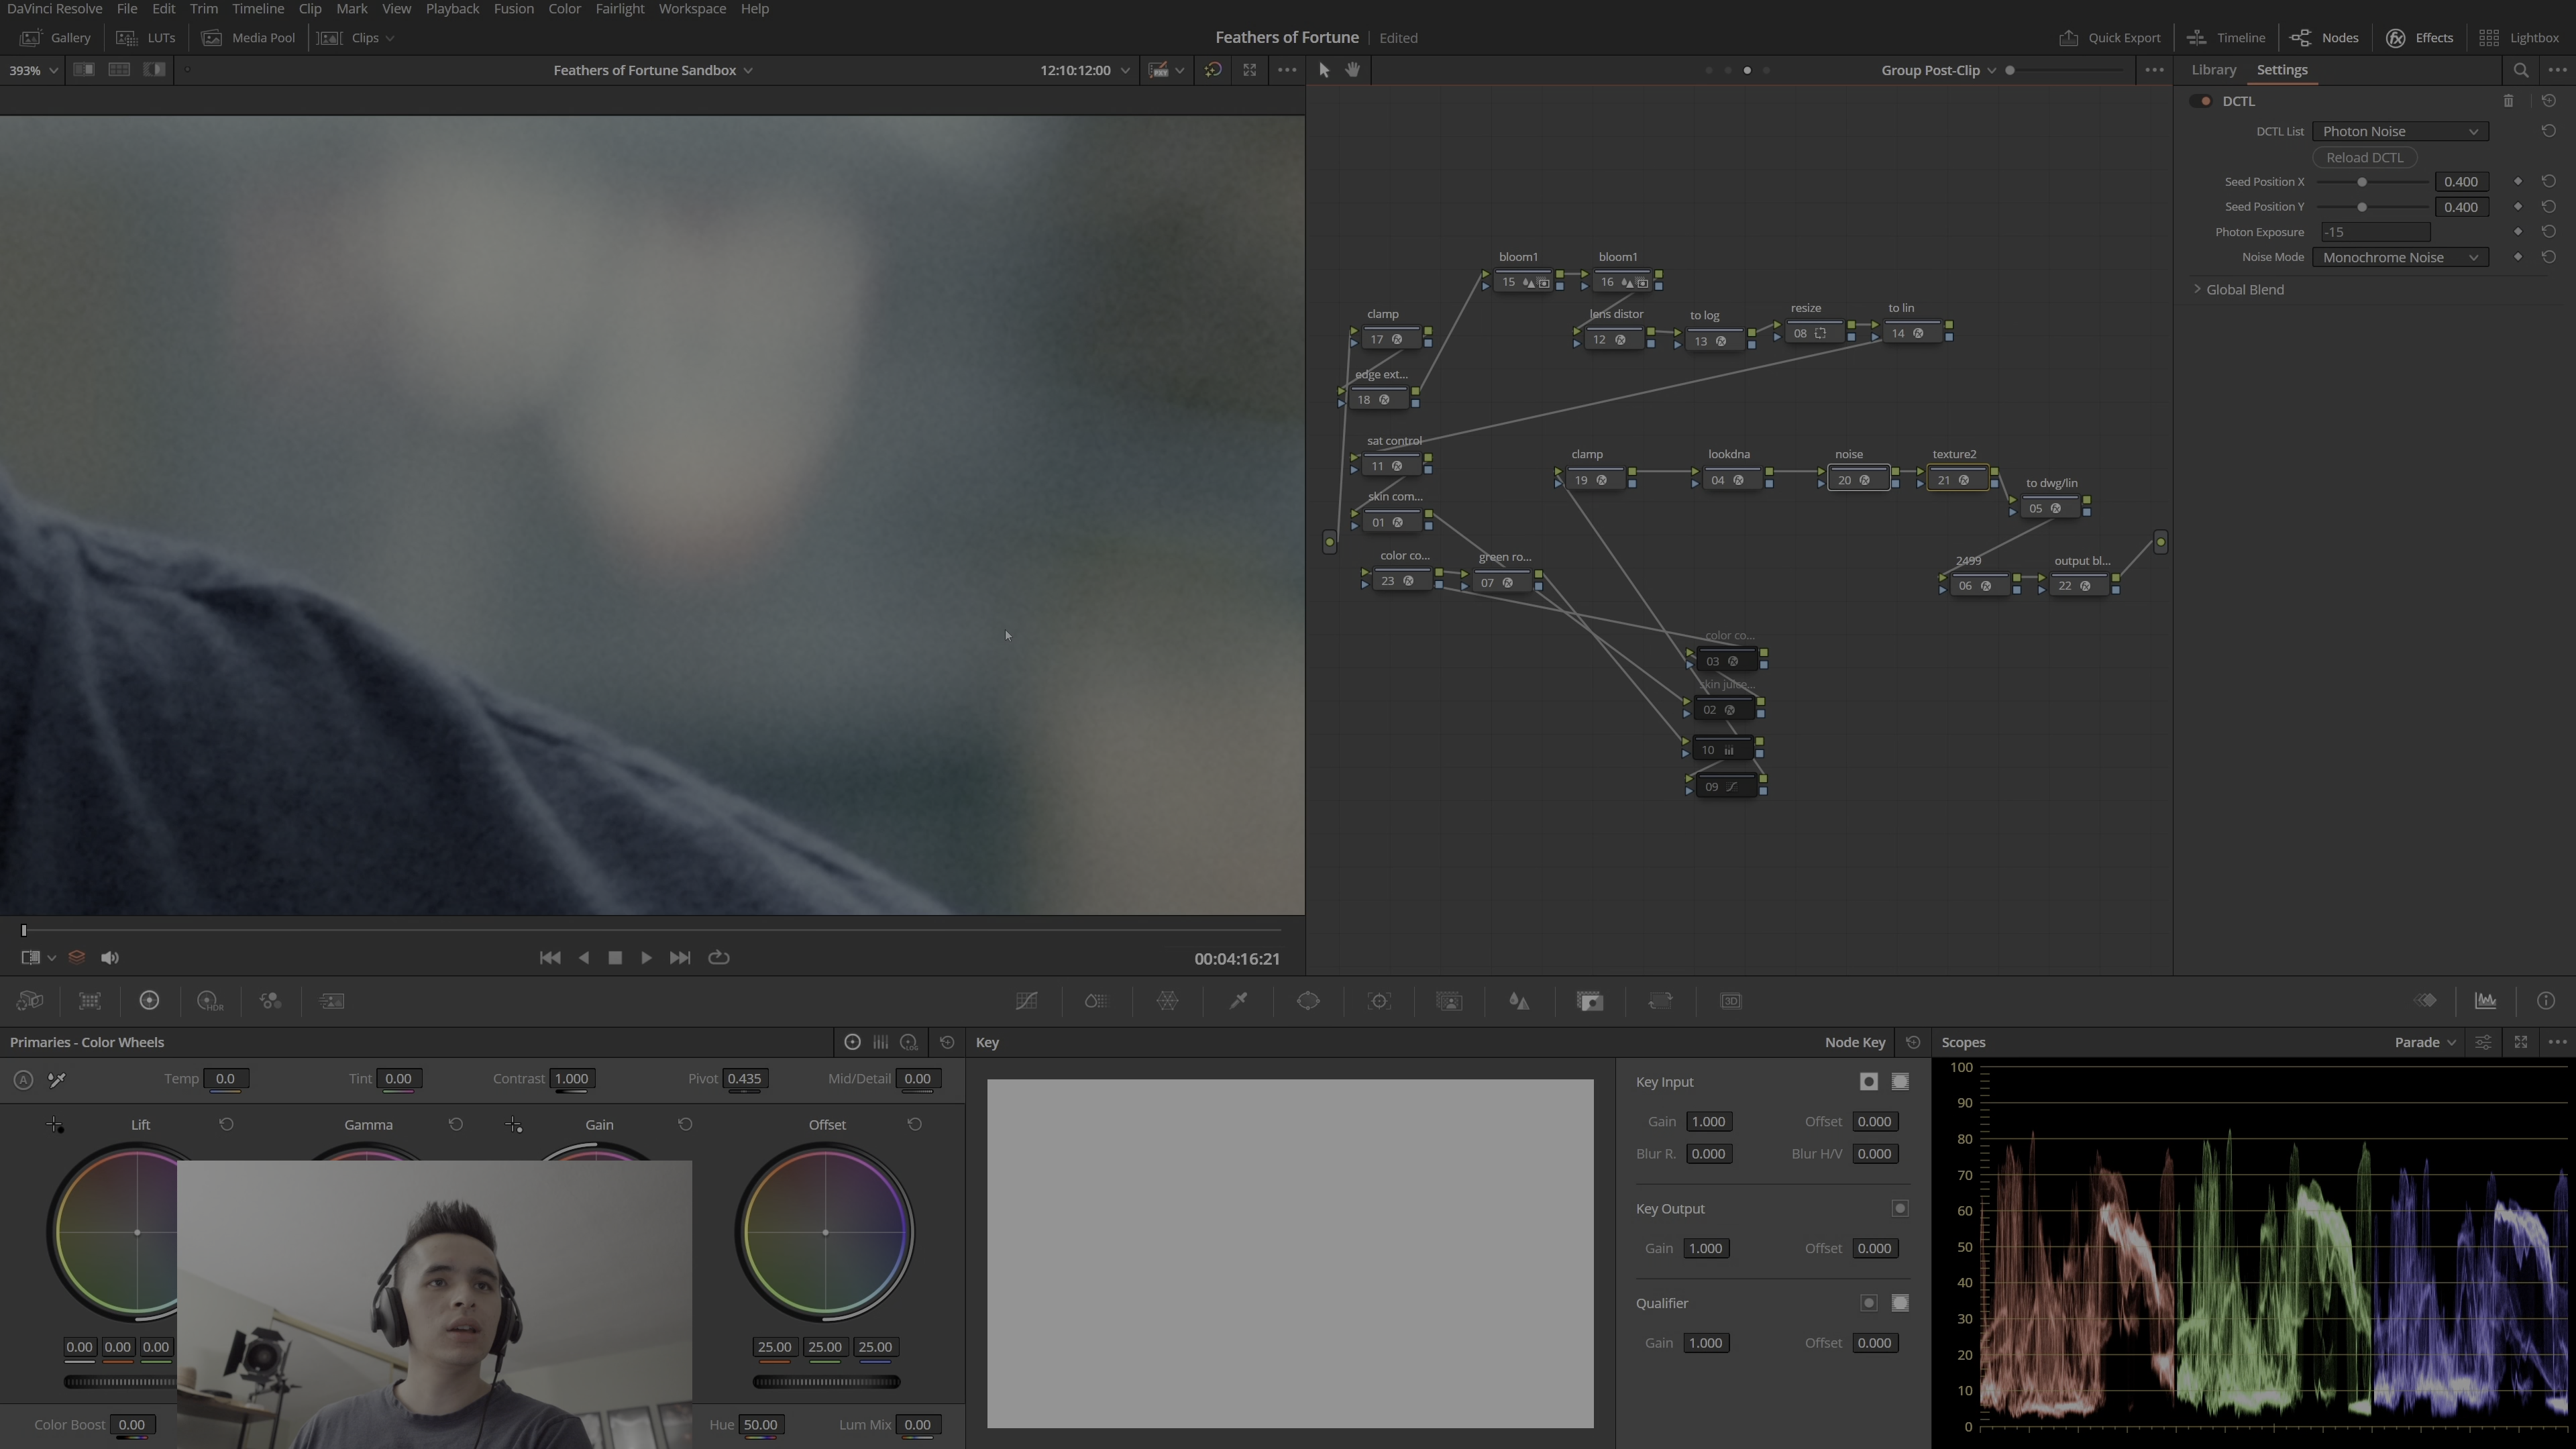 DaVinci Resolve File Edit Trim Timeline Clip Mark View Playback Fusion Color Fairlight Workspace Help
Gallery LUTs Media Pool Clips Feathers of Fortune Edited Quick Export Timeline Nodes Effects Lightbox
393% Feathers of Fortune Sandbox 12:10:12:00 Group Post-Clip Library Settings
DCTL
DCTL List Photon Noise
Reload DCTL
Seed Position X 0.400
Seed Position Y 0.400
Photon Exposure -15
Noise Mode Monochrome Noise
Global Blend
bloom1 bloom1
15 16
clamp lens distor to log resize to lin
17 12 13 08 14
edge ext...
18
sat control clamp lookdna noise texture2
11 19 04 20 21
skin com... to dwg/lin
01 05
color co... green ro... 2499 output bl...
23 07 06 22
color co...
03
skin juice...
02
10
09
00:04:16:21
HDR 3D
Primaries - Color Wheels LOG Key Node Key Scopes Parade
A Temp 0.0 Tint 0.00 Contrast 1.000 Pivot 0.435 Mid/Detail 0.00
Lift Gamma Gain Offset
0.00 0.00 0.00 25.00 25.00 25.00
Color Boost 0.00 Hue 50.00 Lum Mix 0.00
Key Input
Gain 1.000 Offset 0.000
Blur R. 0.000 Blur H/V 0.000
Key Output
Gain 1.000 Offset 0.000
Qualifier
Gain 1.000 Offset 0.000
100
90
80
70
60
50
40
30
20
10
0